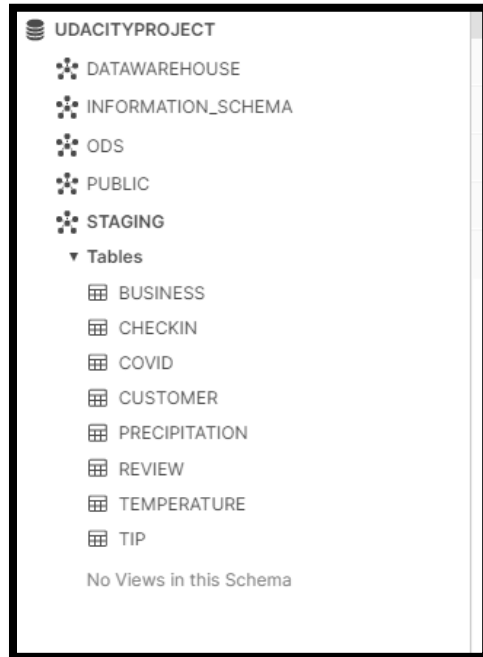 UDACITYPROJECT
DATAWAREHOUSE
INFORMATION_SCHEMA
ODS
PUBLIC
STAGING
Tables
BUSINESS
CHECKIN
COVID
CUSTOMER
PRECIPITATION
REVIEW
TEMPERATURE
TIP
No Views in this Schema